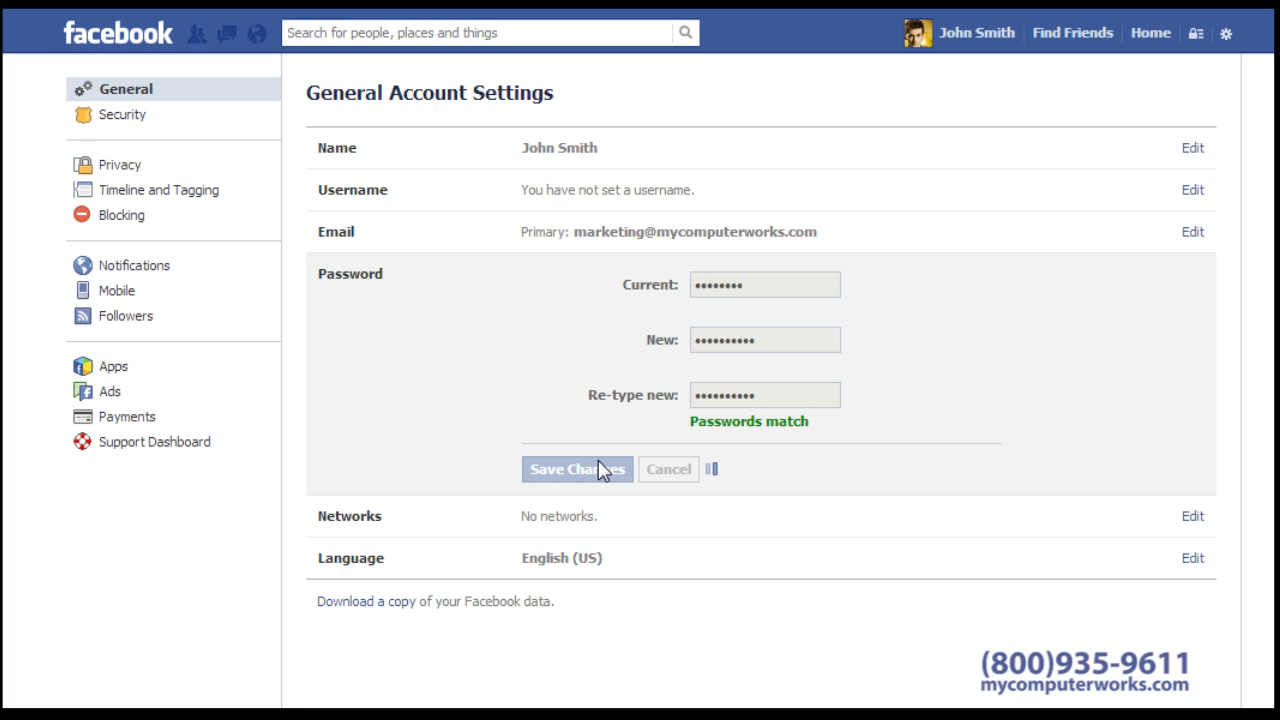 facebook
Search for people, places and things
John Smith Find Friends Home
General
Security
Privacy
Timeline and Tagging
Blocking
Notifications
Mobile
Followers
Apps
Ads
Payments
Support Dashboard
General Account Settings
Name John Smith Edit
Username You have not set a username. Edit
Email Primary: marketing@mycomputerworks.com Edit
Password
Current: ••••••••
New: ••••••••••
Re-type new: ••••••••••
Passwords match
Save Changes Cancel
Networks No networks. Edit
Language English (US) Edit
Download a copy of your Facebook data.
(800)935-9611
mycomputerworks.com